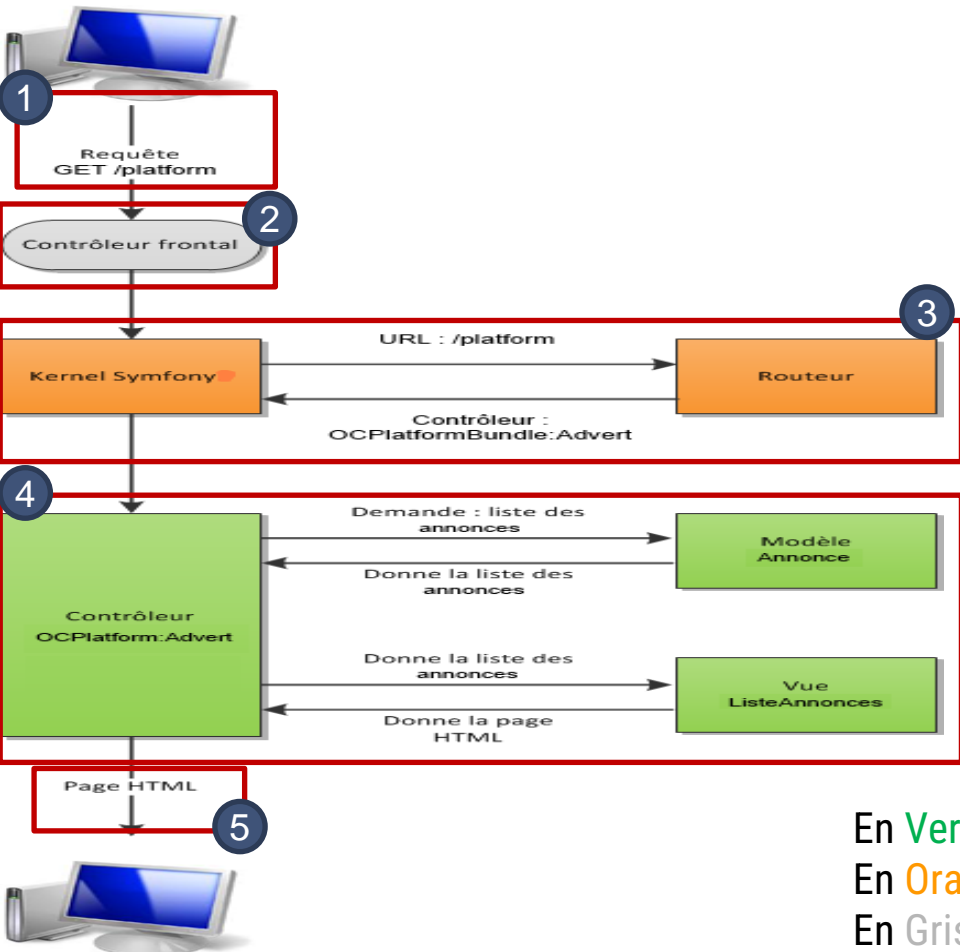 1
Requête
GET /platform
2
Contrôleur frontal
3
URL : /platform
Kernel Symfony
Routeur
Contrôleur :
OCPlatformBundle:Advert
4
Demande : liste des
annonces
Modèle
Annonce
Donne la liste des
annonces
Contrôleur
OCPlatform:Advert
Donne la liste des
annonces
Vue
ListeAnnonces
Donne la page
HTML
Page HTML
5
En Ver
En Ora
En Gris